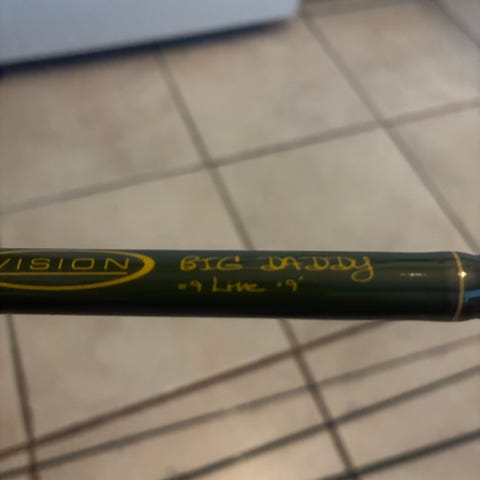 VISION
BIG DADDY
#9 Line · 9'